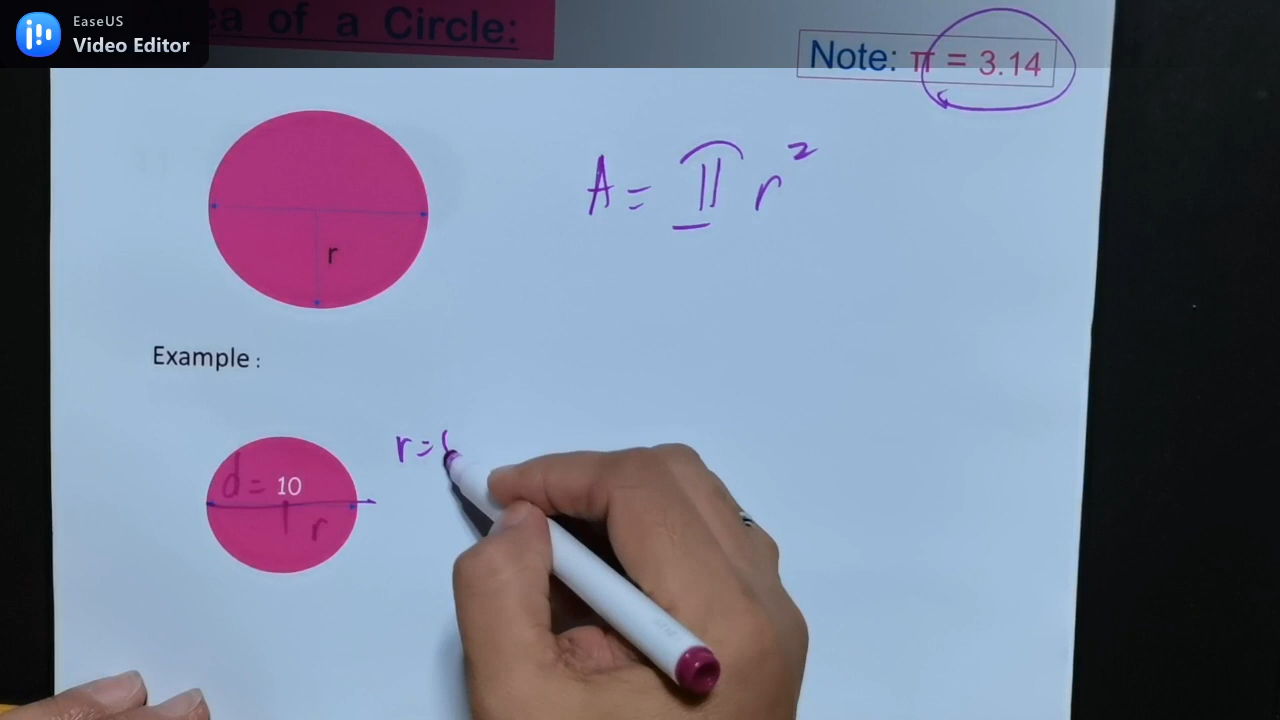 EaseUS
Video Editor
ea of a Circle:
Note: π = 3.14
A = π r²
r
Example :
r =
d = 10
r